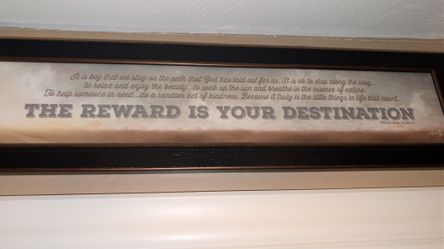 It is key that we stay on the path that God has laid out for us. It is ok to stop along the way...
to relax and enjoy the beauty.. to soak up the sun and breathe in the essence of nature.
To help someone in need... do a random act of kindness. Because it truly is the little things in life that count.
THE REWARD IS YOUR DESTINATION